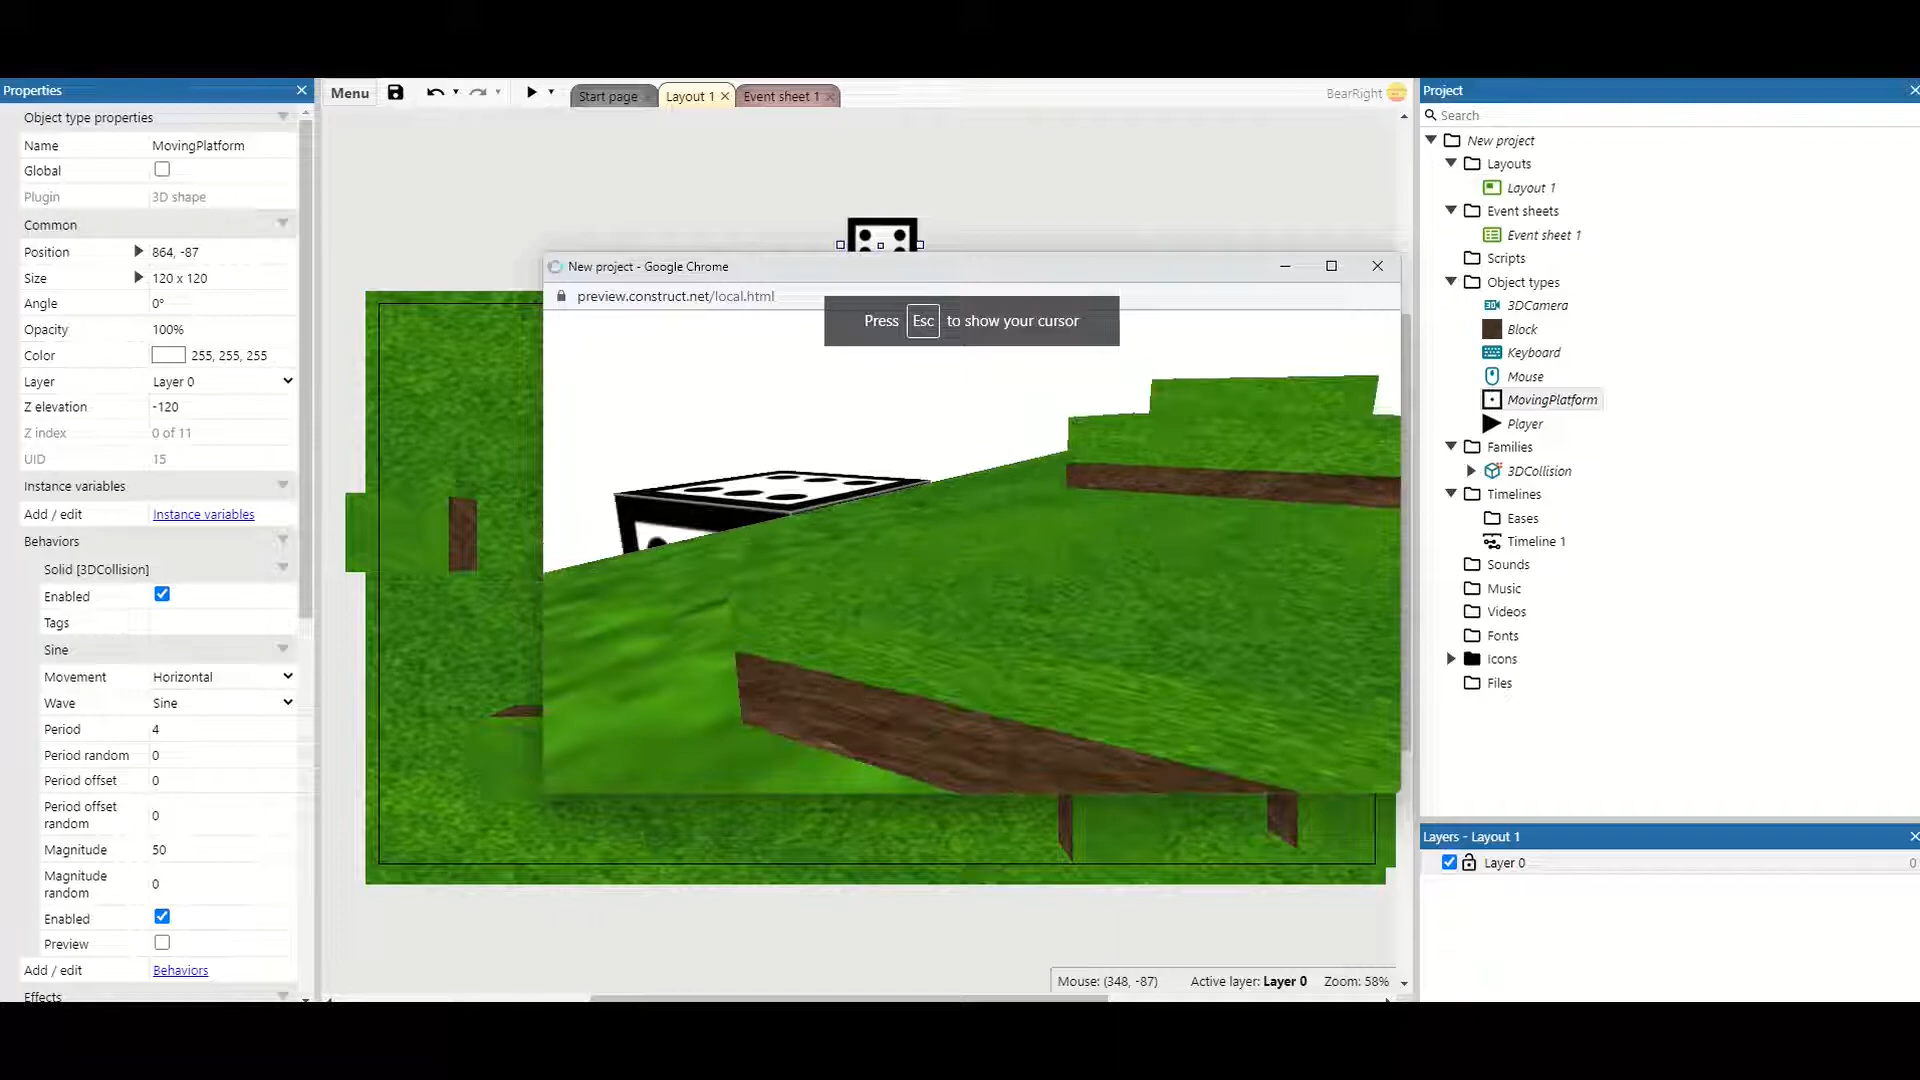 Properties
Object type properties
Name MovingPlatform
Global
Plugin 3D shape
Common
Position 864, -87
Size 120 x 120
Angle 0°
Opacity 100%
Color 255, 255, 255
Layer Layer 0
Z elevation -120
Z index 0 of 11
UID 15
Instance variables
Add / edit Instance variables
Behaviors
Solid [3DCollision]
Enabled
Tags
Sine
Movement Horizontal
Wave Sine
Period 4
Period random 0
Period offset 0
Period offset
random 0
Magnitude 50
Magnitude
random 0
Enabled
Preview
Add / edit Behaviors
Effects
Menu
Start page
Layout 1
Event sheet 1
BearRight
New project - Google Chrome
preview.construct.net/local.html
Press Esc to show your cursor
Mouse: (348, -87) Active layer: Layer 0 Zoom: 58%
Project
Search
New project
Layouts
Layout 1
Event sheets
Event sheet 1
Scripts
Object types
3DCamera
Block
Keyboard
Mouse
MovingPlatform
Player
Families
3DCollision
Timelines
Eases
Timeline 1
Sounds
Music
Videos
Fonts
Icons
Files
Layers - Layout 1
Layer 0 0